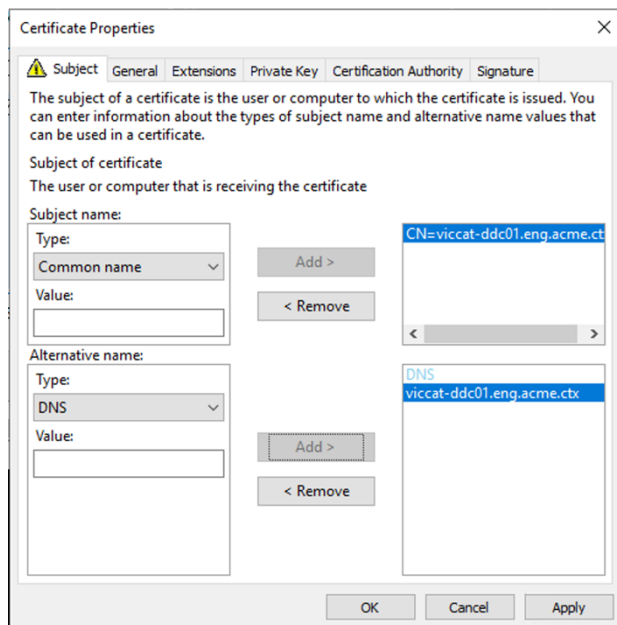 Certificate Properties
Subject General Extensions Private Key Certification Authority Signature
The subject of a certificate is the user or computer to which the certificate is issued. You
can enter information about the types of subject name and alternative name values that
can be used in a certificate.
Subject of certificate
The user or computer that is receiving the certificate
Subject name:
Type:
Common name
Value:
Add >
< Remove
CN=viccat-ddc01.eng.acme.ct
Alternative name:
Type:
DNS
Value:
Add >
< Remove
DNS
viccat-ddc01.eng.acme.ctx
OK Cancel Apply